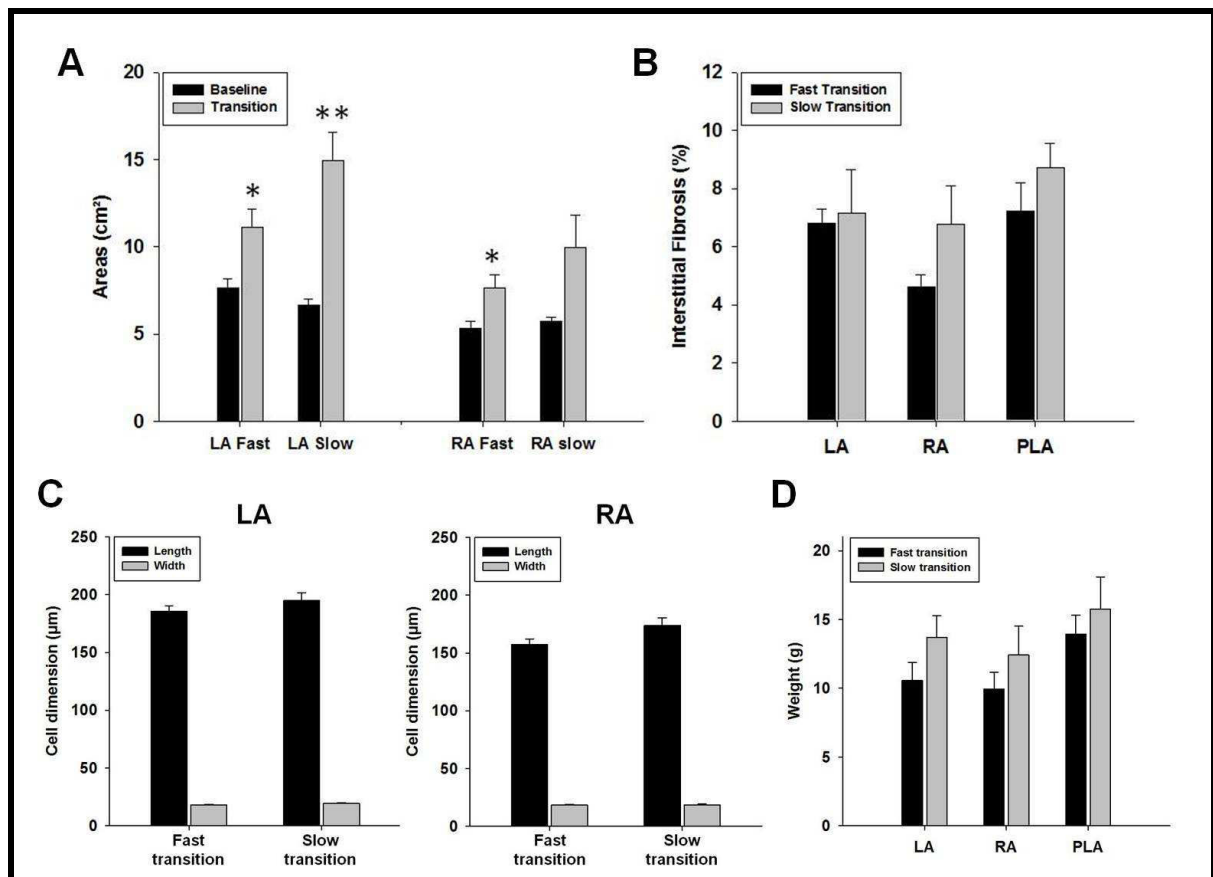 A
Areas (cm²)
20
15
10
5
0
Baseline
Transition
*
**
*
LA Fast LA Slow RA Fast RA slow
B
Interstitial Fibrosis (%)
12
10
8
6
4
2
0
Fast Transition
Slow Transition
LA RA PLA
C
LA
Cell dimension (µm)
250
200
150
100
50
0
Length
Width
Fast transition
Slow transition
RA
Cell dimension (µm)
250
200
150
100
50
0
Length
Width
Fast transition
Slow transition
D
Weight (g)
20
15
10
5
0
Fast transition
Slow transition
LA RA PLA